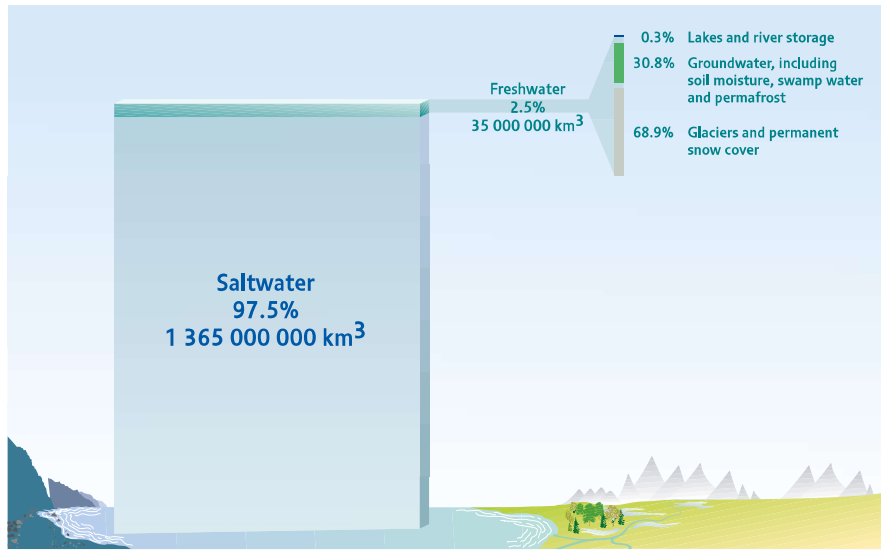 0.3% Lakes and river storage
30.8% Groundwater, including
soil moisture, swamp water
and permafrost
Freshwater
2.5%
35 000 000 km³
68.9% Glaciers and permanent
snow cover
Saltwater
97.5%
1 365 000 000 km³